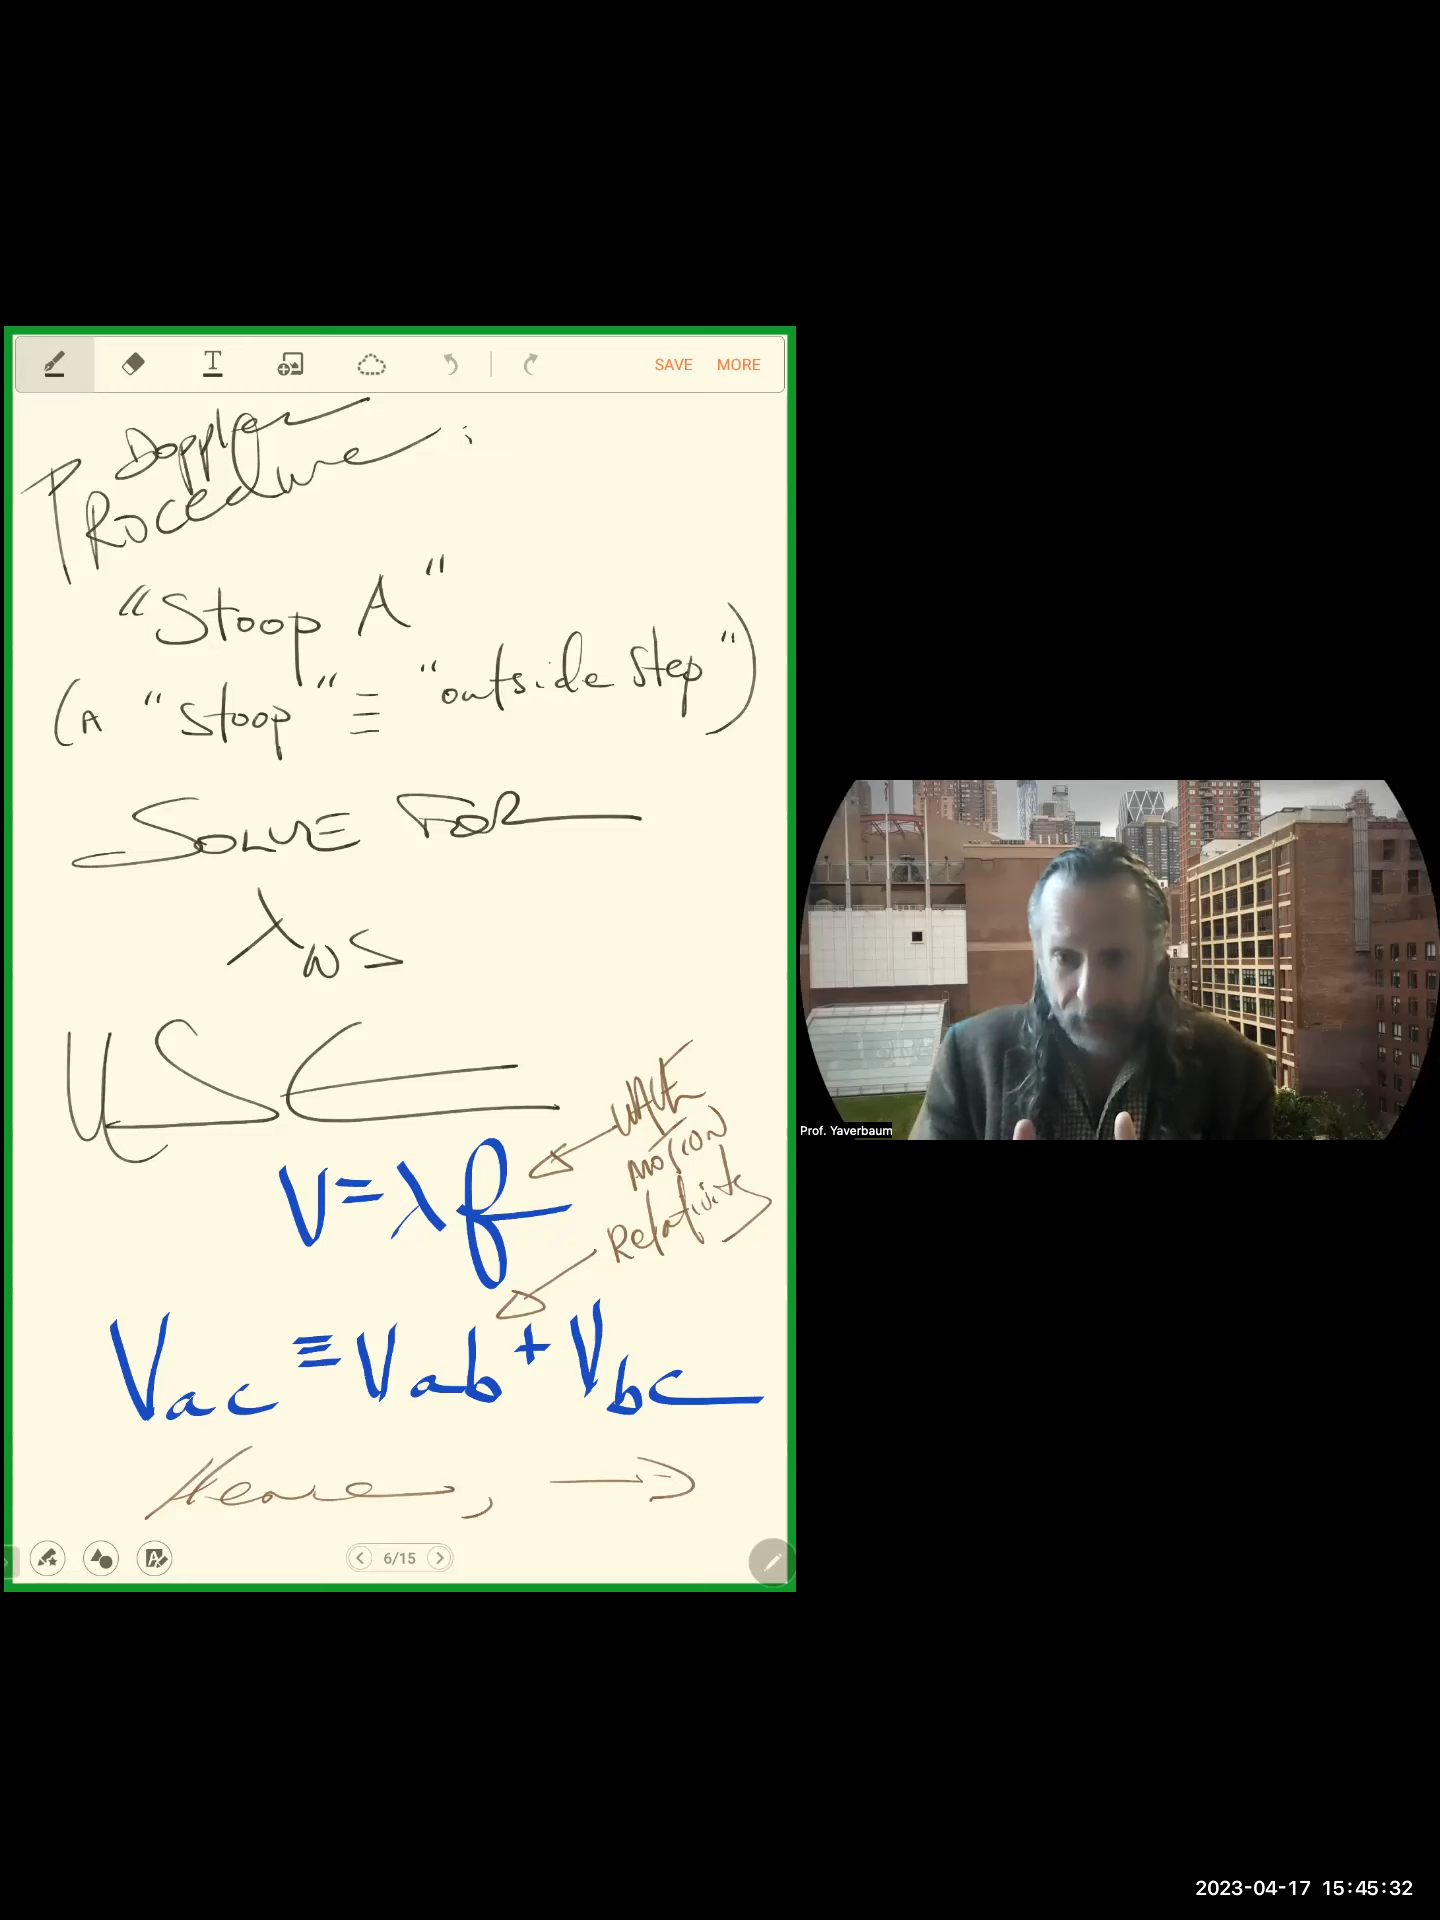 T
SAVE
MORE
Doppler
Procedure:
"Stoop A"
(A "stoop" ≡ "outside step")
SOLVE FOR
λws
USE
WAVE
MOTION
V=λf
Relativity
Vac ≡ Vab + Vbc
Hence, →
6/15
Prof. Yaverbaum
2023-04-17 15:45:32